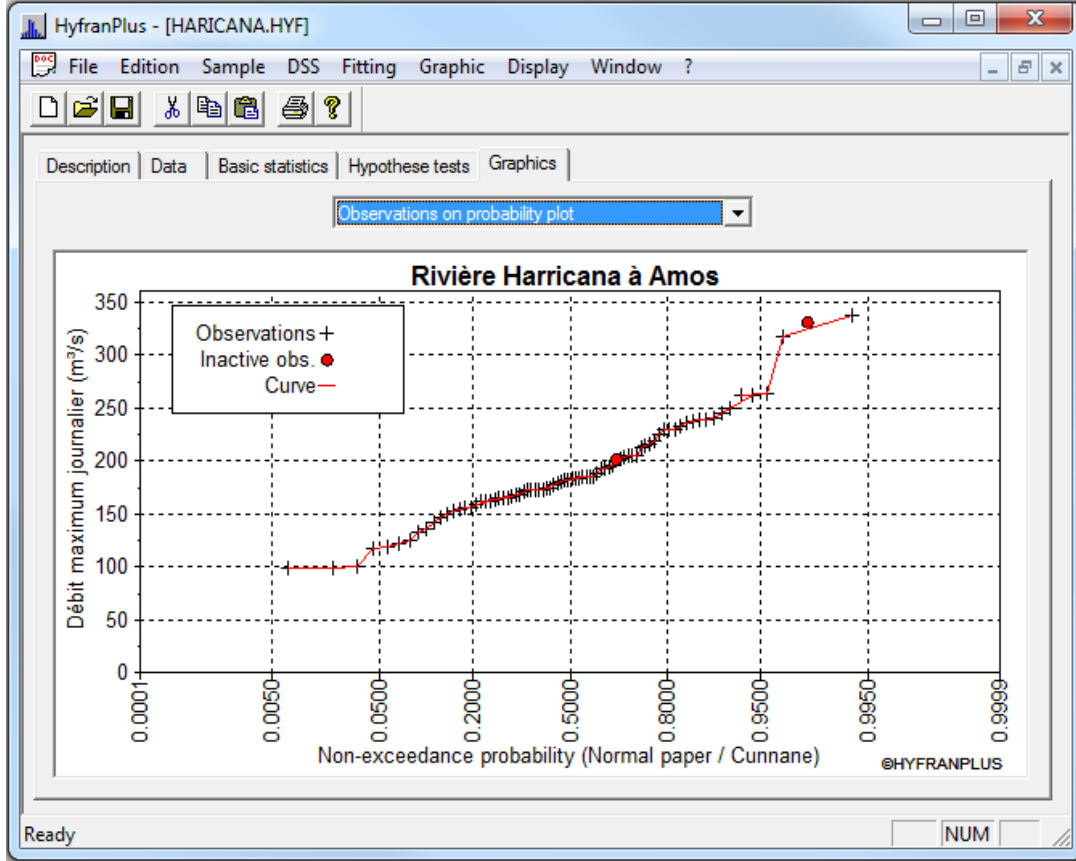 HyfranPlus - [HARICANA.HYF]
DOC File Edition Sample DSS Fitting Graphic Display Window ?
Description Data Basic statistics Hypothese tests Graphics
Observations on probability plot
Rivière Harricana à Amos
Débit maximum journalier (m³/s)
350
300
250
200
150
100
50
0
Observations
Inactive obs.
Curve
0.0001 0.0050 0.0500 0.2000 0.5000 0.8000 0.9500 0.9950 0.9999
Non-exceedance probability (Normal paper / Cunnane)
©HYFRANPLUS
Ready NUM